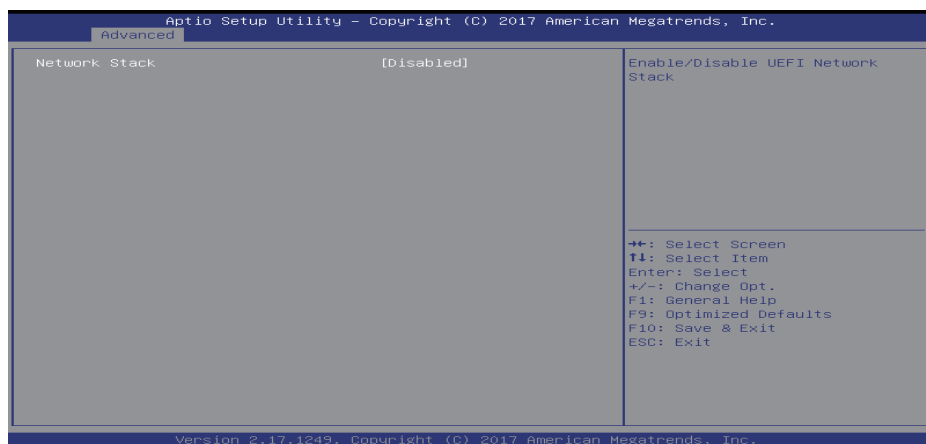 Aptio Setup Utility – Copyright (C) 2017 American Megatrends, Inc.
Advanced
Network Stack [Disabled]
Enable/Disable UEFI Network
Stack
→←: Select Screen
↑↓: Select Item
Enter: Select
+/-: Change Opt.
F1: General Help
F9: Optimized Defaults
F10: Save & Exit
ESC: Exit
Version 2.17.1249. Copyright (C) 2017 American Megatrends, Inc.